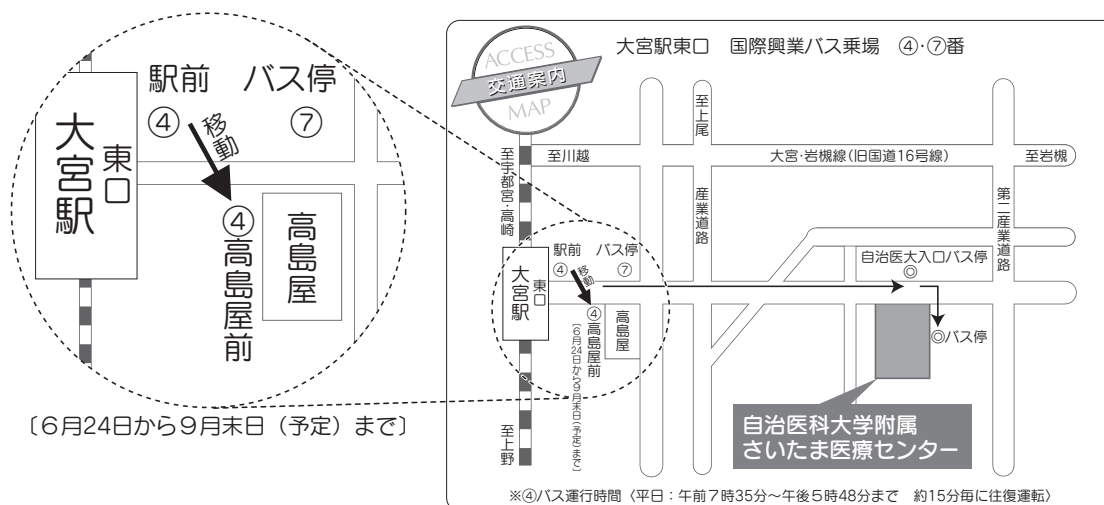 駅前 バス停
④ ⑦
移動
大宮駅
東口
④高島屋前
高島屋
〔6月24日から9月末日（予定）まで〕
ACCESS
交通案内
MAP
大宮駅東口 国際興業バス乗場 ④・⑦番
至宇都宮・高崎
至川越
至上尾
大宮・岩槻線（旧国道16号線）
至岩槻
産業道路
第二産業道路
駅前 バス停
④ ⑦
移動
大宮駅
東口
④高島屋前
〔6月24日から9月末日（予定）まで〕
高島屋
自治医大入口バス停
◎
◎バス停
自治医科大学附属
さいたま医療センター
至上野
※④バス運行時間〈平日：午前7時35分～午後5時48分まで 約15分毎に往復運転〉